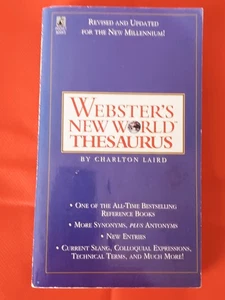 REVISED AND UPDATED
FOR THE NEW MILLENNIUM!
WEBSTER'S
NEW WORLD™
THESAURUS
BY CHARLTON LAIRD
• ONE OF THE ALL-TIME BESTSELLING
REFERENCE BOOKS
• MORE SYNONYMS, PLUS ANTONYMS
• NEW ENTRIES
• CURRENT SLANG, COLLOQUIAL EXPRESSIONS,
TECHNICAL TERMS, AND MUCH MORE!